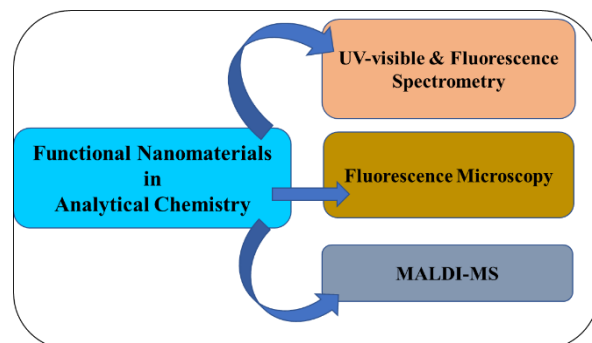 UV-visible & Fluorescence
Spectrometry
Functional Nanomaterials
in
Analytical Chemistry
Fluorescence Microscopy
MALDI-MS